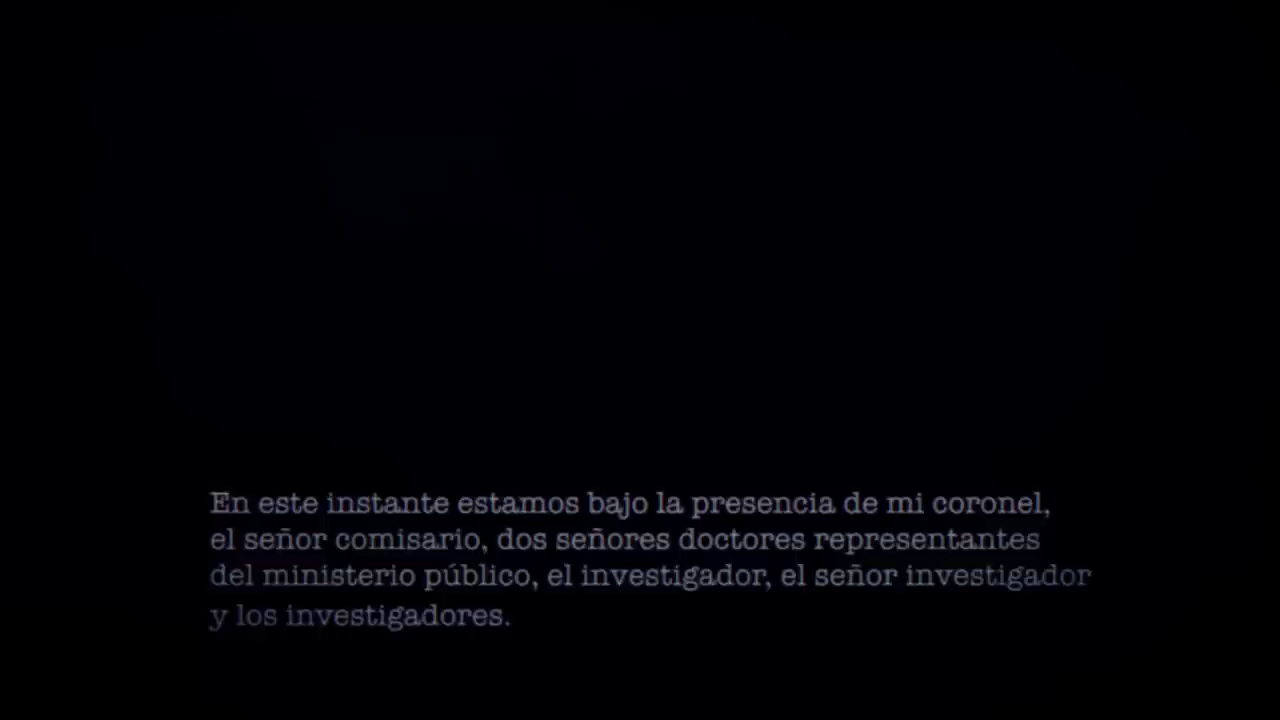 En este instante estamos bajo la presencia de mi coronel,
el señor comisario, dos señores doctores representantes
del ministerio público, el investigador, el señor investigador
y los investigadores.